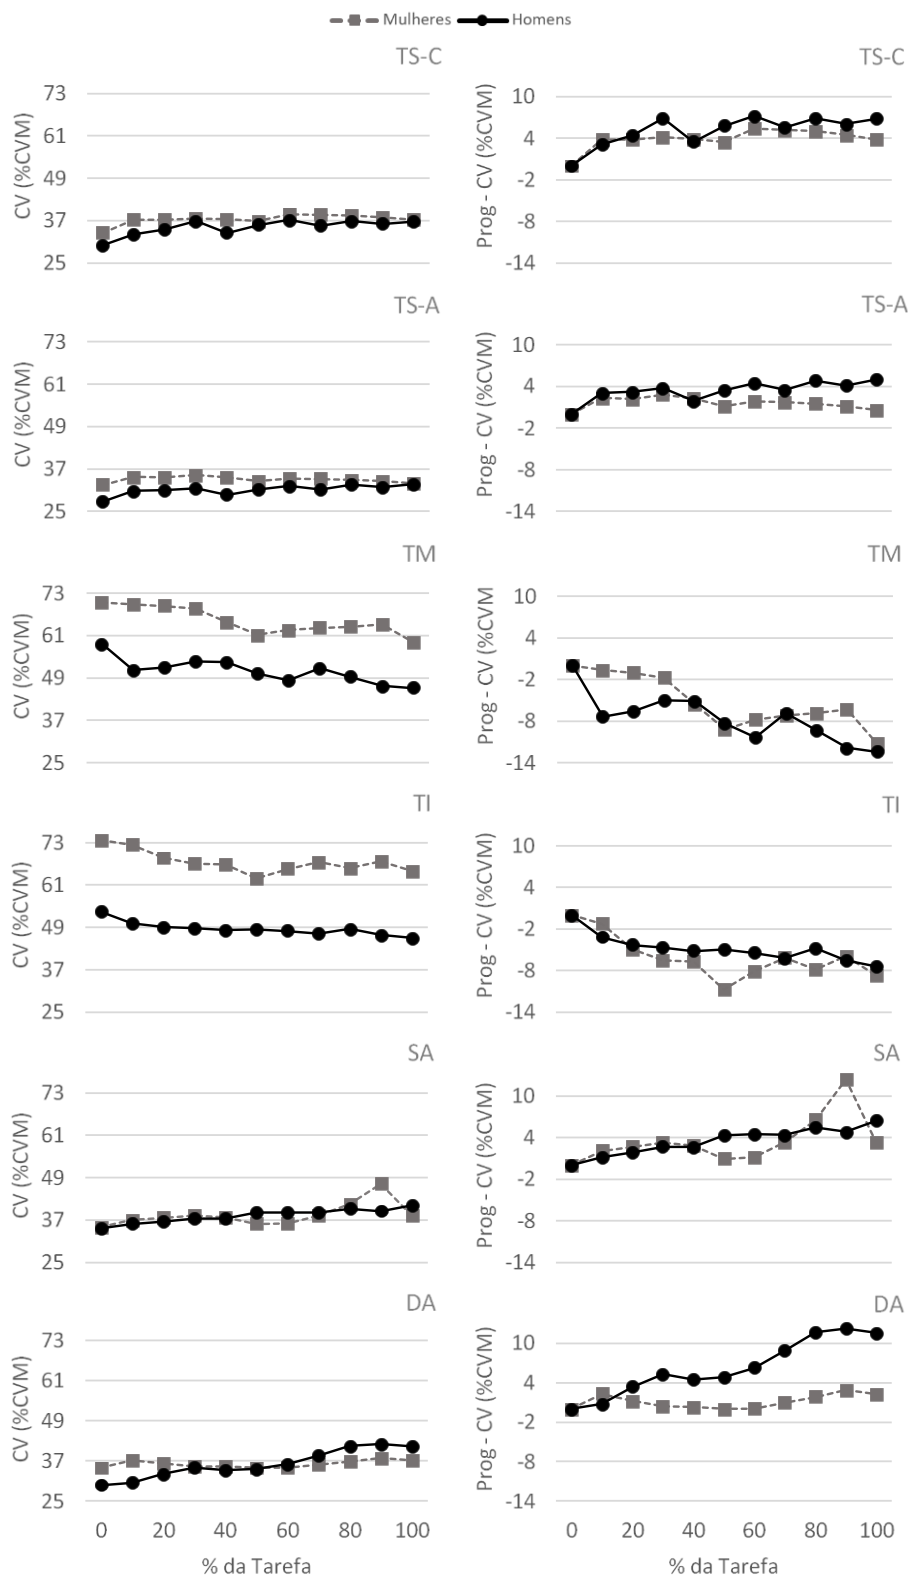 Mulheres Homens
TS-C TS-C
CV (%CVM)
73
61
49
37
25
Prog - CV (%CVM)
10
4
-2
-8
-14
TS-A TS-A
CV (%CVM)
73
61
49
37
25
Prog - CV (%CVM)
10
4
-2
-8
-14
TM TM
CV (%CVM)
73
61
49
37
25
Prog - CV (%CVM
10
4
-2
-8
-14
TI TI
CV (%CVM)
73
61
49
37
25
Prog - CV (%CVM)
10
4
-2
-8
-14
SA SA
CV (%CVM)
73
61
49
37
25
Prog - CV (%CVM)
10
4
-2
-8
-14
DA DA
CV (%CVM)
73
61
49
37
25
Prog - CV (%CVM)
10
4
-2
-8
-14
0 20 40 60 80 100 0 20 40 60 80 100
% da Tarefa % da Tarefa